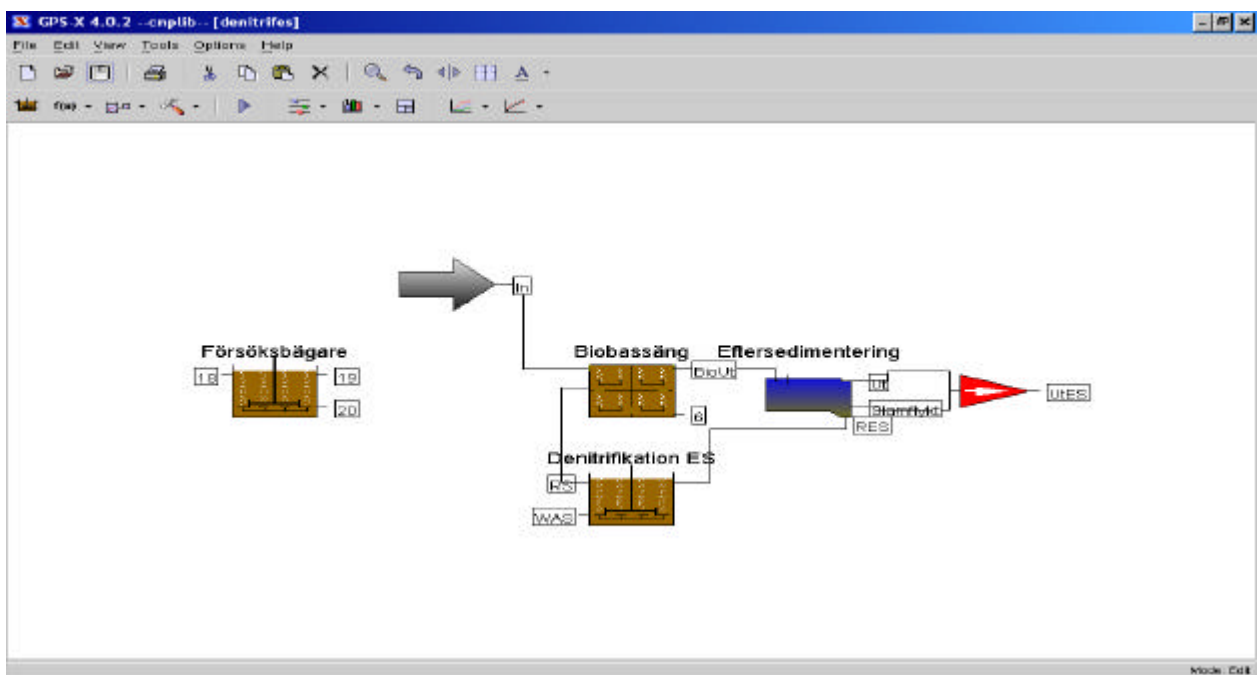 GPS-X 4.0.2 --cnplib-- [denitrifes]
File Edit View Tools Options Help
A
f(x)
In
Försöksbägare
Biobassäng
Eftersedimentering
18
19
20
BioUt
6
Ut
Slamflykt
RES
UtES
Denitrifikation ES
RS
WAS
Mode: Edit